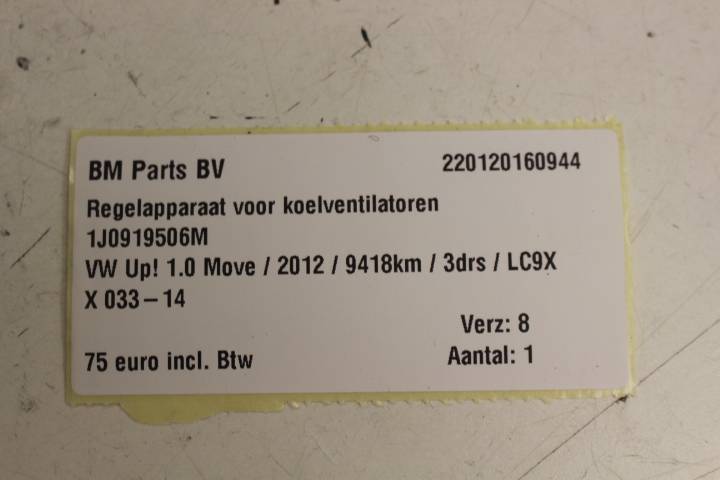 BM Parts BV 220120160944
Regelapparaat voor koelventilatoren
1J0919506M
VW Up! 1.0 Move / 2012 / 9418km / 3drs / LC9X
X 033-14
Verz: 8
75 euro incl. Btw Aantal: 1